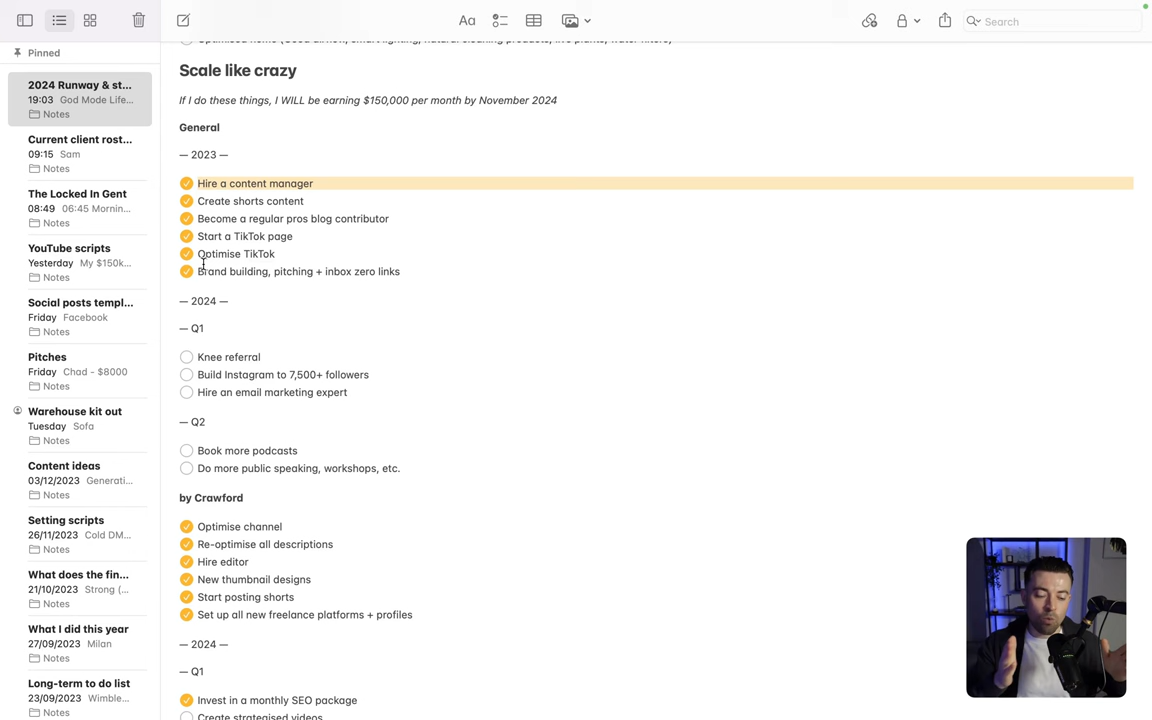 Aa
Search
Pinned
2024 Runway & st...
19:03 God Mode Life...
Notes
Current client rost...
09:15 Sam
Notes
The Locked In Gent
08:49 06:45 Mornin...
Notes
YouTube scripts
Yesterday My $150k...
Notes
Social posts templ...
Friday Facebook
Notes
Pitches
Friday Chad - $8000
Notes
Warehouse kit out
Tuesday Sofa
Notes
Content ideas
03/12/2023 Generati...
Notes
Setting scripts
26/11/2023 Cold DM...
Notes
What does the fin...
21/10/2023 Strong (...
Notes
What I did this year
27/09/2023 Milan
Notes
Long-term to do list
23/09/2023 Wimble...
Notes
Scale like crazy
If I do these things, I WILL be earning $150,000 per month by November 2024
General
— 2023 —
Hire a content manager
Create shorts content
Become a regular pros blog contributor
Start a TikTok page
Optimise TikTok
Brand building, pitching + inbox zero links
— 2024 —
— Q1
Knee referral
Build Instagram to 7,500+ followers
Hire an email marketing expert
— Q2
Book more podcasts
Do more public speaking, workshops, etc.
by Crawford
Optimise channel
Re-optimise all descriptions
Hire editor
New thumbnail designs
Start posting shorts
Set up all new freelance platforms + profiles
— 2024 —
— Q1
Invest in a monthly SEO package
Create strategised videos